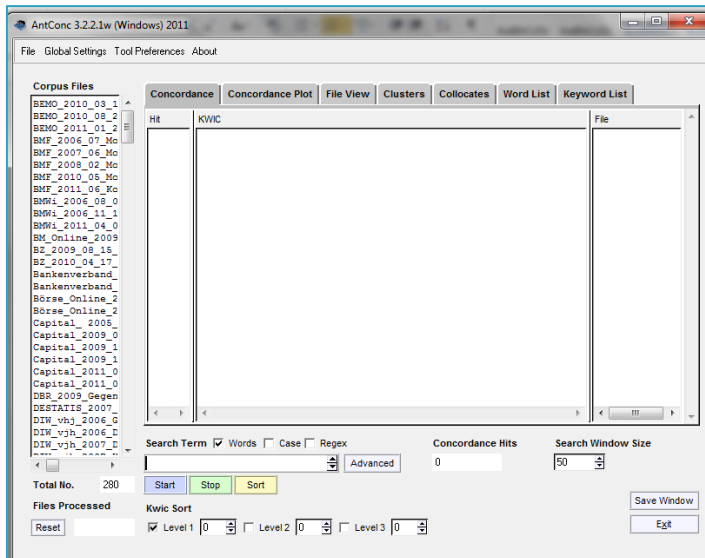 AntConc 3.2.2.1w (Windows) 2011
File Global Settings Tool Preferences About
Corpus Files
BEMO_2010_03_1
BEMO_2010_08_2
BEMO_2011_01_2
BMF_2006_07_Mo
BMF_2007_06_Mo
BMF_2008_02_Mo
BMF_2010_05_Mo
BMF_2011_06_Ko
BMWi_2006_08_0
BMWi_2006_11_1
BMWi_2011_04_0
BM_Online_2009
BZ_2009_08_15_
BZ_2010_04_17_
Bankenverband_
Bankenverband_
Börse_Online_2
Börse_Online_2
Capital_ 2005_
Capital_2009_0
Capital_2009_1
Capital_2009_1
Capital_2011_0
Capital_2011_0
DBR_2009_Gegen
DESTATIS_2007_
DIW_vhj_2006_G
DIW_vjh_2006_D
DIW_vjh_2007_D
Total No. 280
Files Processed
Reset
Concordance Concordance Plot File View Clusters Collocates Word List Keyword List
Hit KWIC File
Search Term Words Case Regex Concordance Hits Search Window Size
Advanced 0 50
Start Stop Sort
Kwic Sort
Level 1 0 Level 2 0 Level 3 0
Save Window
Exit